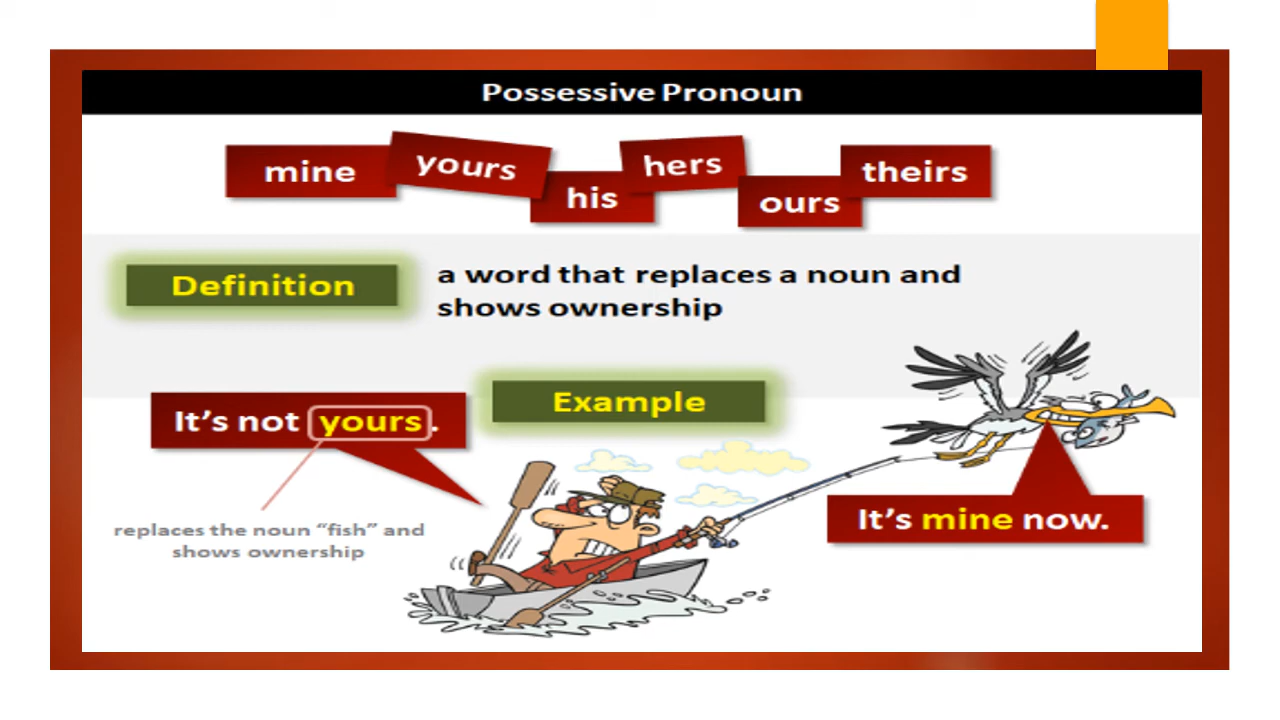 Possessive Pronoun
mine
yours
his
hers
ours
theirs
Definition
a word that replaces a noun and
shows ownership
Example
It’s not yours.
replaces the noun “fish” and
shows ownership
It’s mine now.